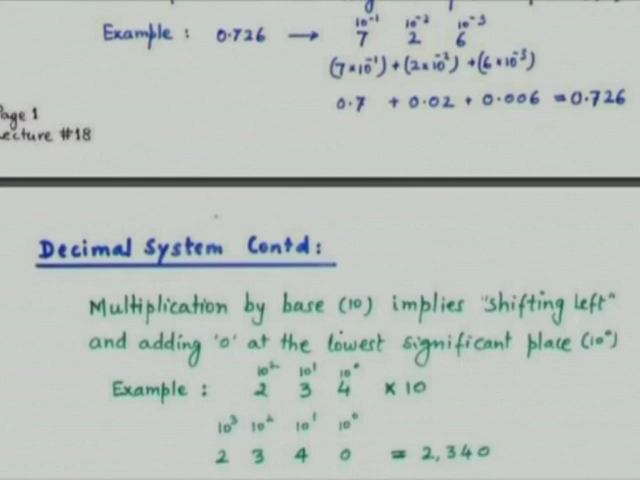 Example : 0.726 → 10⁻¹ 10⁻² 10⁻³
7 2 6
(7×10⁻¹) + (2×10⁻²) + (6×10⁻³)
0.7 + 0.02 + 0.006 = 0.726
Page 1
Lecture #18
Decimal System Contd :
Multiplication by base (10) implies "shifting left"
and adding '0' at the lowest significant place (10⁰)
10² 10¹ 10⁰
Example : 2 3 4 × 10
10³ 10² 10¹ 10⁰
2 3 4 0 = 2,340